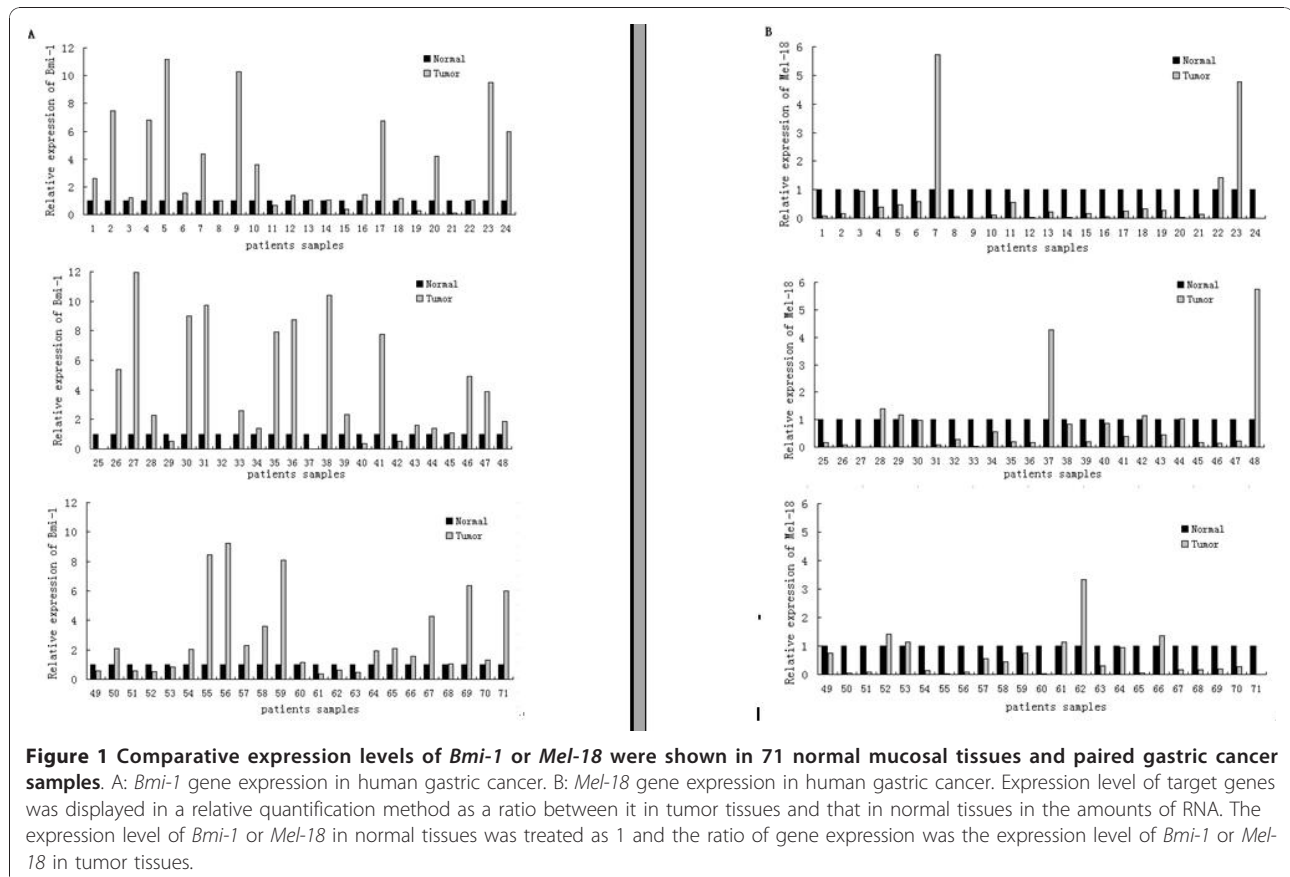 A
Relative expression of Bmi-1
12
10
8
6
4
2
0
Normal
Tumor
1 2 3 4 5 6 7 8 9 10 11 12 13 14 15 16 17 18 19 20 21 22 23 24
patients samples
Relative expression of Bmi-1
12
10
8
6
4
2
0
Normal
Tumor
25 26 27 28 29 30 31 32 33 34 35 36 37 38 39 40 41 42 43 44 45 46 47 48
patients samples
Relative expression of Bmi-1
12
10
8
6
4
2
0
Normal
Tumor
49 50 51 52 53 54 55 56 57 58 59 60 61 62 63 64 65 66 67 68 69 70 71
patients samples
B
Relative expression of Mel-18
6
5
4
3
2
1
0
Normal
Tumor
1 2 3 4 5 6 7 8 9 10 11 12 13 14 15 16 17 18 19 20 21 22 23 24
patients samples
Relative expression of Mel-18
6
5
4
3
2
1
0
Normal
Tumor
25 26 27 28 29 30 31 32 33 34 35 36 37 38 39 40 41 42 43 44 45 46 47 48
patients samples
Relative expression of Mel-18
6
5
4
3
2
1
0
Normal
Tumor
49 50 51 52 53 54 55 56 57 58 59 60 61 62 63 64 65 66 67 68 69 70 71
patients samples
Figure 1 Comparative expression levels of Bmi-1 or Mel-18 were shown in 71 normal mucosal tissues and paired gastric cancer
samples. A: Bmi-1 gene expression in human gastric cancer. B: Mel-18 gene expression in human gastric cancer. Expression level of target genes
was displayed in a relative quantification method as a ratio between it in tumor tissues and that in normal tissues in the amounts of RNA. The
expression level of Bmi-1 or Mel-18 in normal tissues was treated as 1 and the ratio of gene expression was the expression level of Bmi-1 or Mel-
18 in tumor tissues.